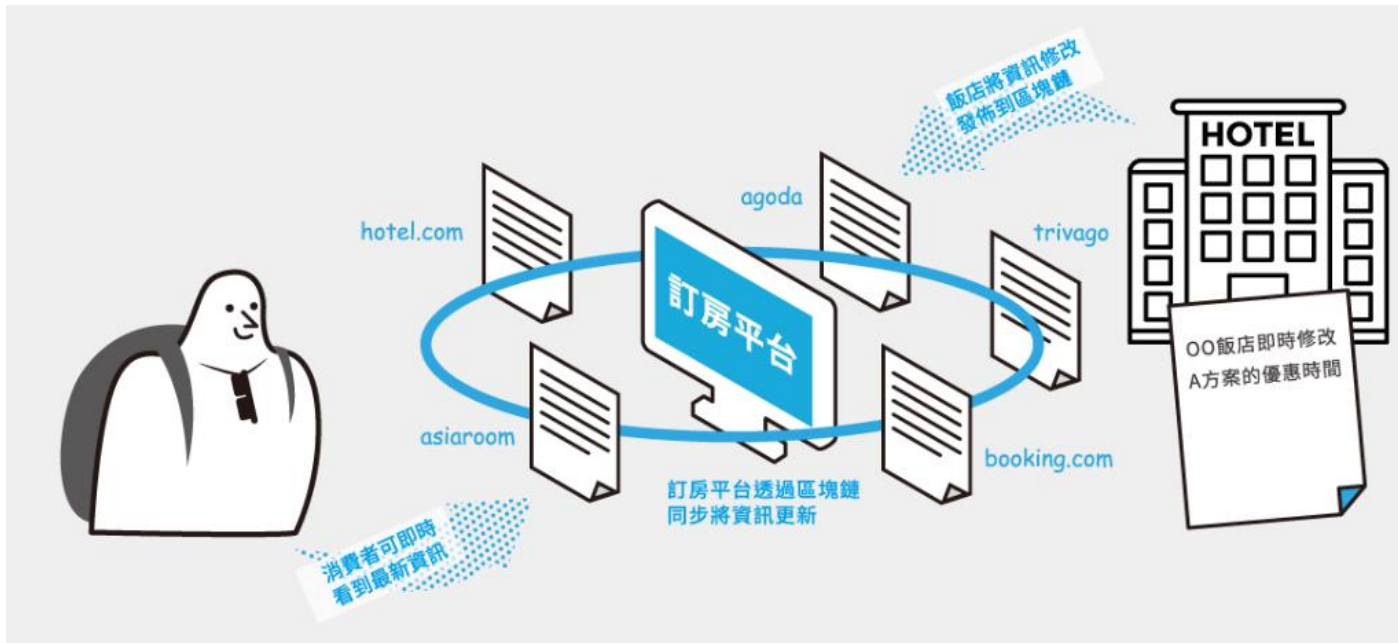 飯店將資訊修改
發佈到區塊鏈
HOTEL
agoda
hotel.com
trivago
訂房平台
OO飯店即時修改
A方案的優惠時間
asiaroom
booking.com
訂房平台透過區塊鏈
同步將資訊更新
消費者可即時
看到最新資訊